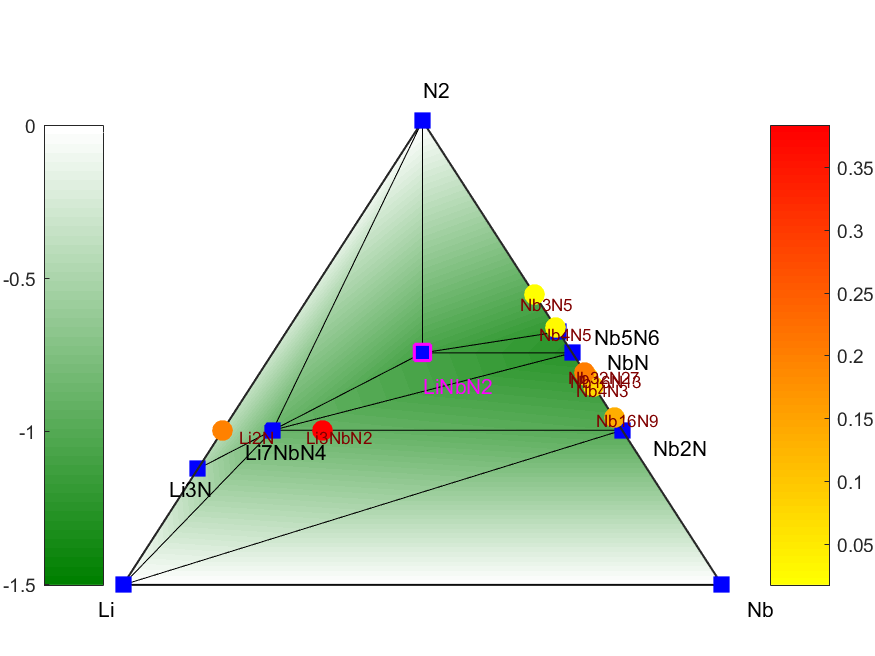 N2
0
-0.5
-1
-1.5
0.35
0.3
0.25
0.2
0.15
0.1
0.05
Nb3N5
Nb4N5
Nb5N6
NbN
Nb32N27
Nb4N3
LiNbN2
Nb16N9
Li2N
Li3NbN2
Li7NbN4
Nb2N
Li3N
Li
Nb